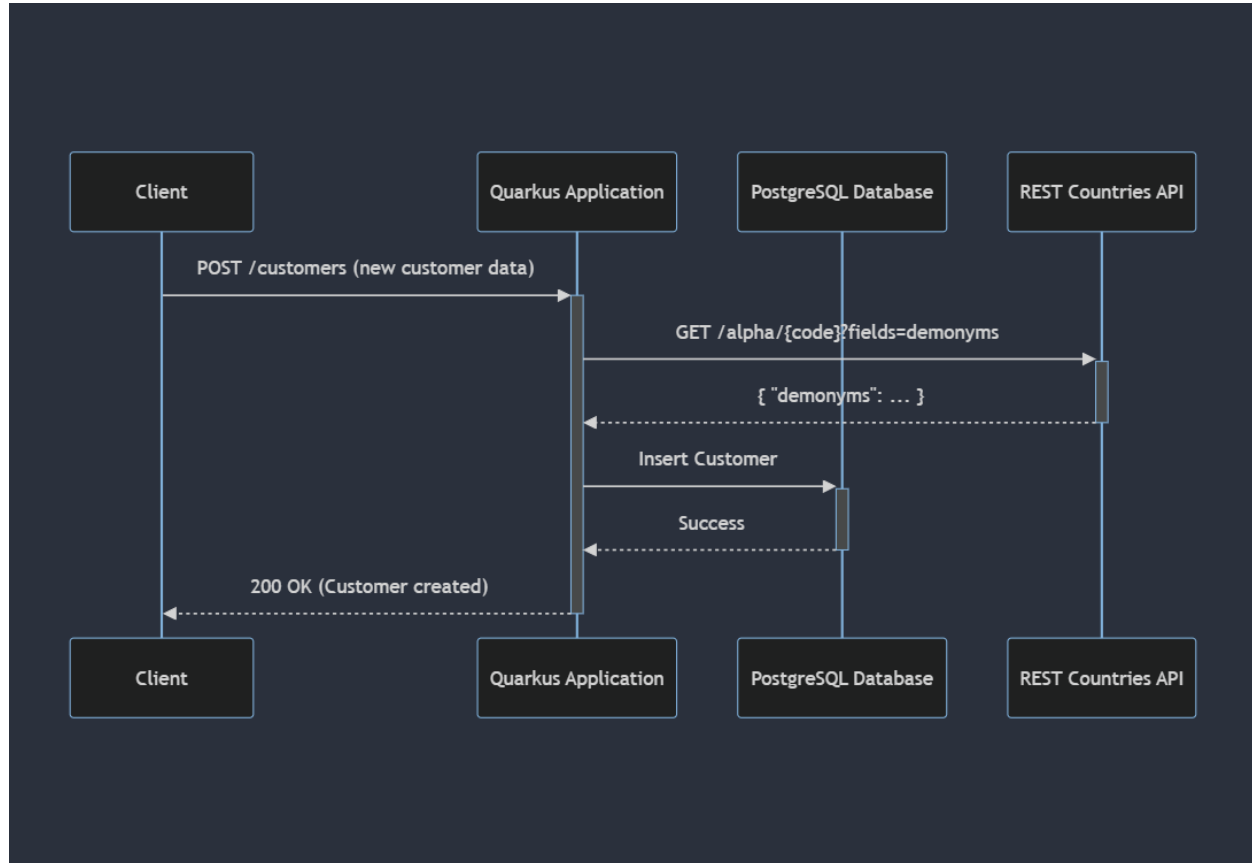 Client
Quarkus Application
PostgreSQL Database
REST Countries API
POST /customers (new customer data)
GET /alpha/{code}?fields=demonyms
{ "demonyms": ... }
Insert Customer
Success
200 OK (Customer created)
Client
Quarkus Application
PostgreSQL Database
REST Countries API